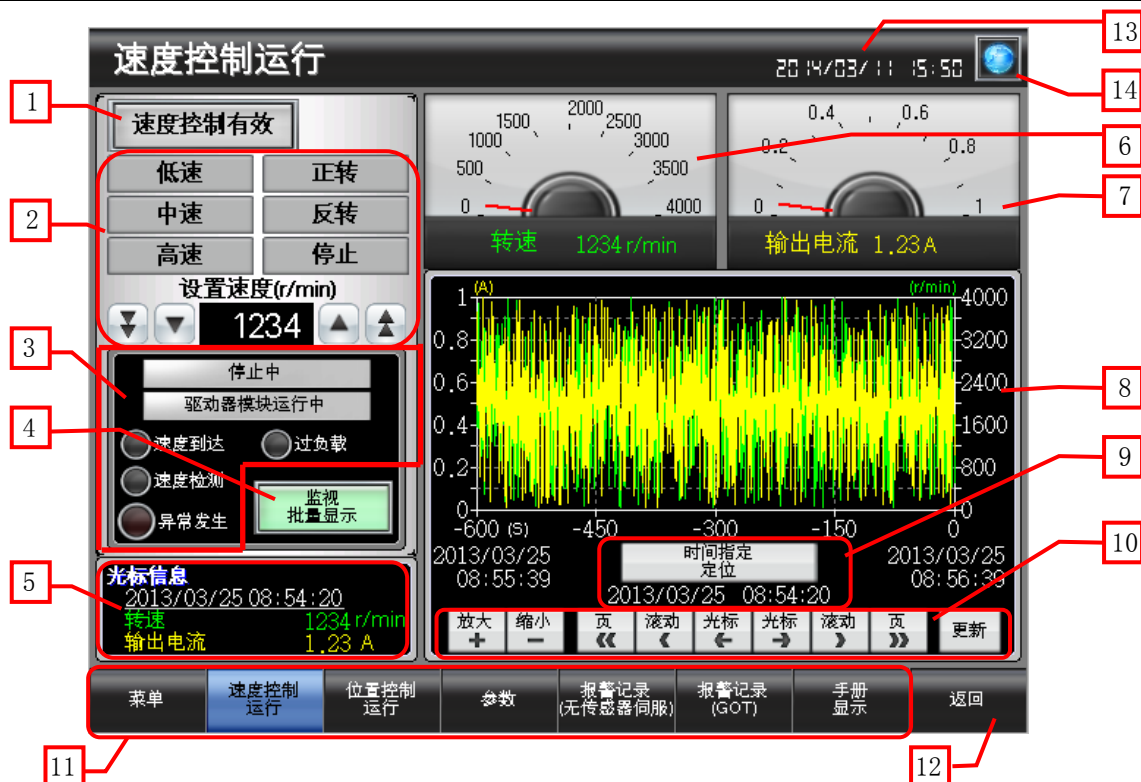 13
速度控制运行
2014/03/11 15:50
14
1
速度控制有效
2
低速
正转
中速
反转
高速
停止
设置速度(r/min)
1234
0
500
1000
1500
2000
2500
3000
3500
4000
转速 1234 r/min
6
0
0.2
0.4
0.6
0.8
1
输出电流 1.23 A
7
3
停止中
驱动器模块运行中
速度到达
过负载
4
速度检测
异常发生
监视
批量显示
5
光标信息
2013/03/25 08:54:20
转速 1234 r/min
输出电流 1.23 A
(A)
(r/min)
1
0.8
0.6
0.4
0.2
0
4000
3200
2400
1600
800
0
8
-600 (S) -450 -300 -150 0
9
2013/03/25
08:55:39
时间指定
定位
2013/03/25 08:54:20
2013/03/25
08:56:39
10
放大
+
缩小
−
页
《
滚动
〈
光标
←
光标
→
滚动
〉
页
》
更新
菜单
速度控制
运行
位置控制
运行
参数
报警记录
(无传感器伺服)
报警记录
(GOT)
手册
显示
返回
11
12